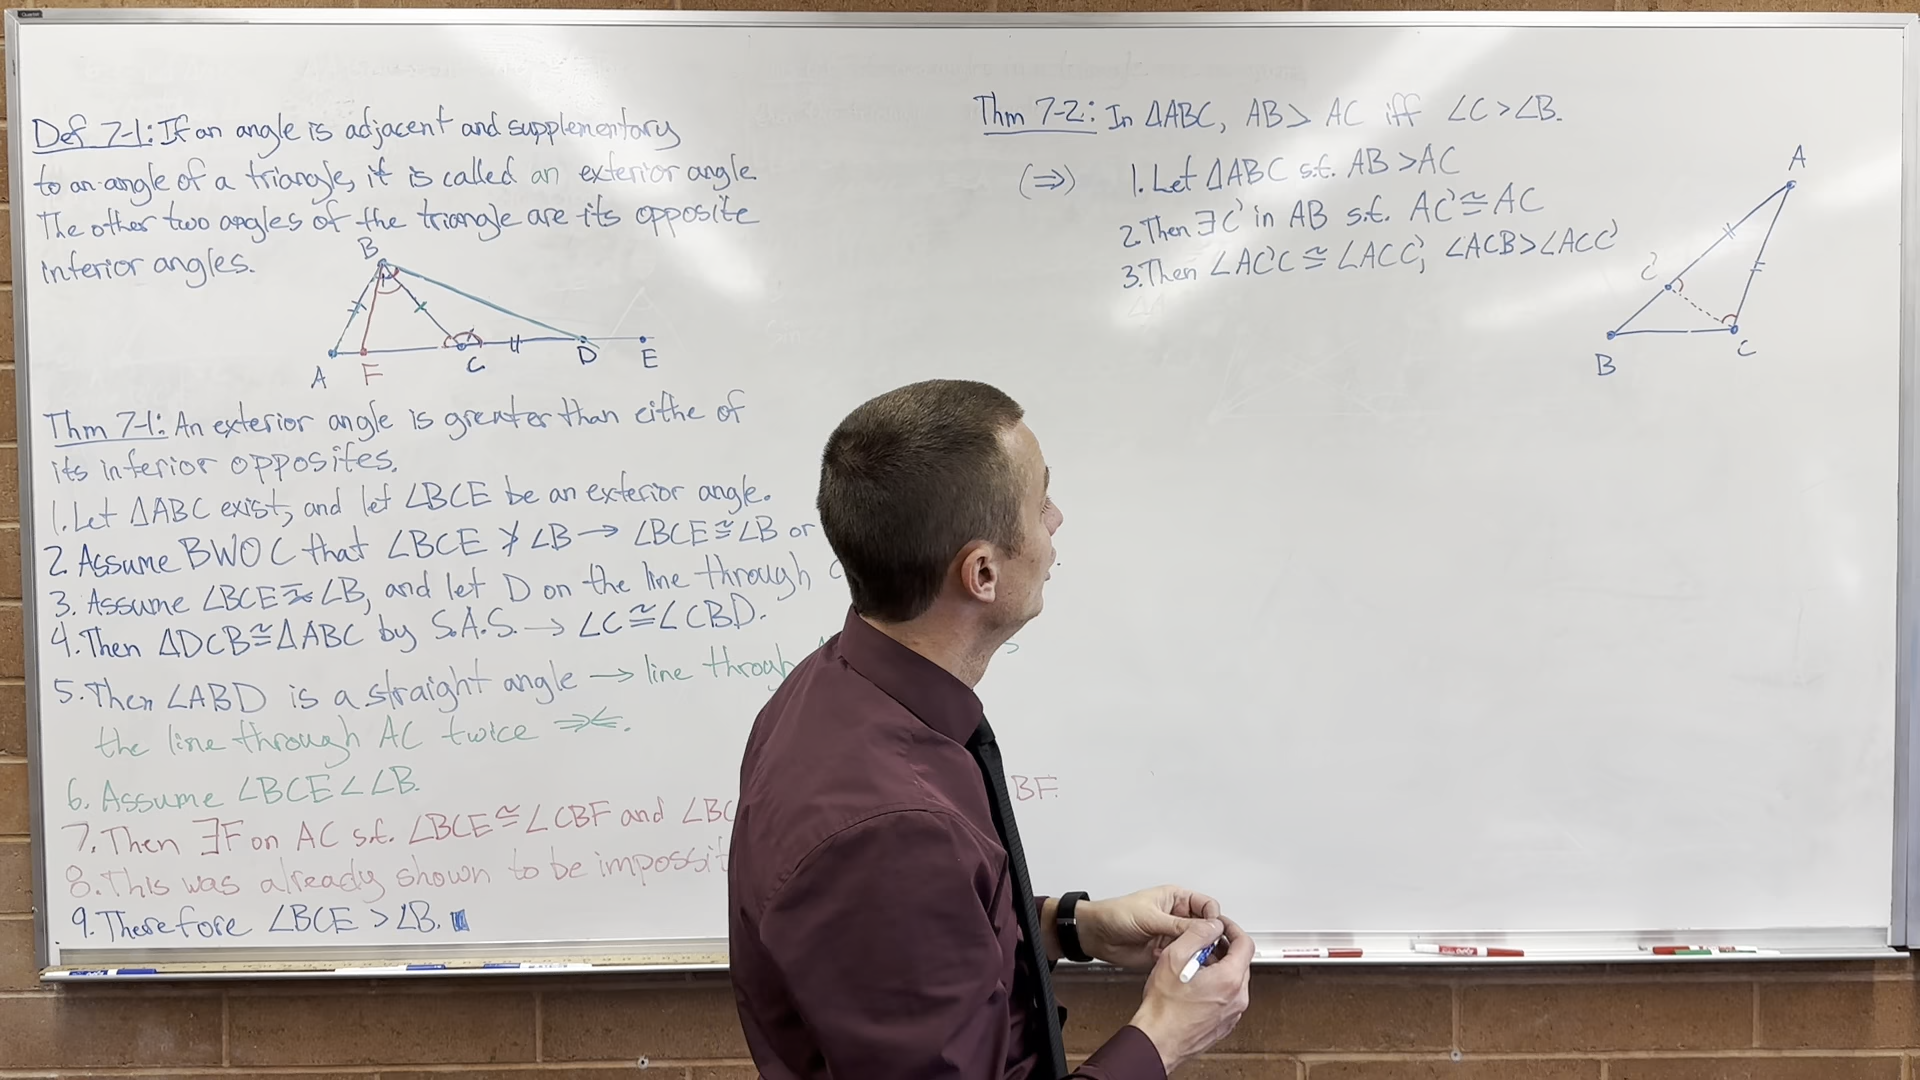 Def 7-1: If an angle is adjacent and supplementary
to an angle of a triangle, it is called an exterior angle.
The other two angles of the triangle are its opposite
interior angles.
B
A
F
C
D
E
Thm 7-1: An exterior angle is greater than eithe of
its interior opposites.
1. Let ΔABC exist, and let ∠BCE be an exterior angle.
2. Assume BWOC that ∠BCE ≯ ∠B → ∠BCE ≅ ∠B or
3. Assume ∠BCE ≅ ∠B, and let D on the line through
4. Then ΔDCB ≅ ΔABC by S.A.S. → ∠C ≅ ∠CBD.
5. Then ∠ABD is a straight angle → line through
the line through AC twice ⇒⇐.
6. Assume ∠BCE < ∠B.
7. Then ∃F on AC s.t. ∠BCE ≅ ∠CBF and BF.
8. This was already shown to be
9. Therefore ∠BCE > ∠B.
Thm 7-2: In ΔABC, AB > AC iff ∠C > ∠B.
(⇒) 1. Let ΔABC s.t. AB > AC
2. Then ∃C' in AB s.t. AC' ≅ AC
3. Then ∠AC'C ≅ ∠ACC', ∠ACB > ∠ACC'
A
C'
B
C